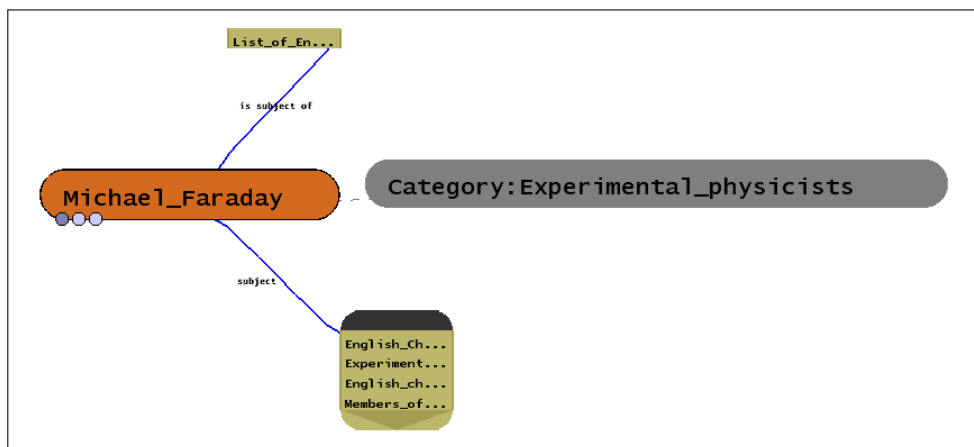 List_of_En...
is subject of
Michael_Faraday
Category:Experimental_physicists
subject
English_Ch...
Experiment...
English_ch...
Members_of...